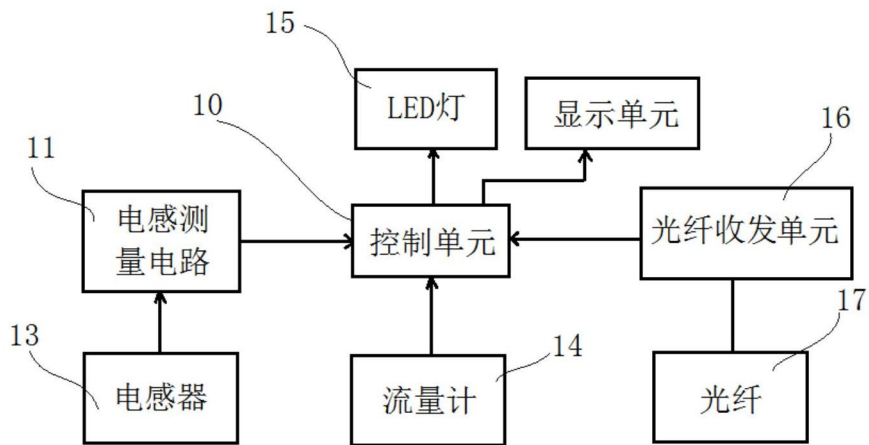 15
LED灯
显示单元
10
16
11
电感测
量电路
控制单元
光纤收发单元
13
电感器
14
流量计
17
光纤